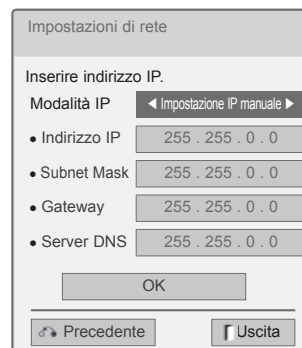 Impostazioni di rete
Inserire indirizzo IP.
Modalità IP ◀ Impostazione IP manuale ▶
• Indirizzo IP 255 . 255 . 0 . 0
• Subnet Mask 255 . 255 . 0 . 0
• Gateway 255 . 255 . 0 . 0
• Server DNS 255 . 255 . 0 . 0
OK
Precedente Uscita